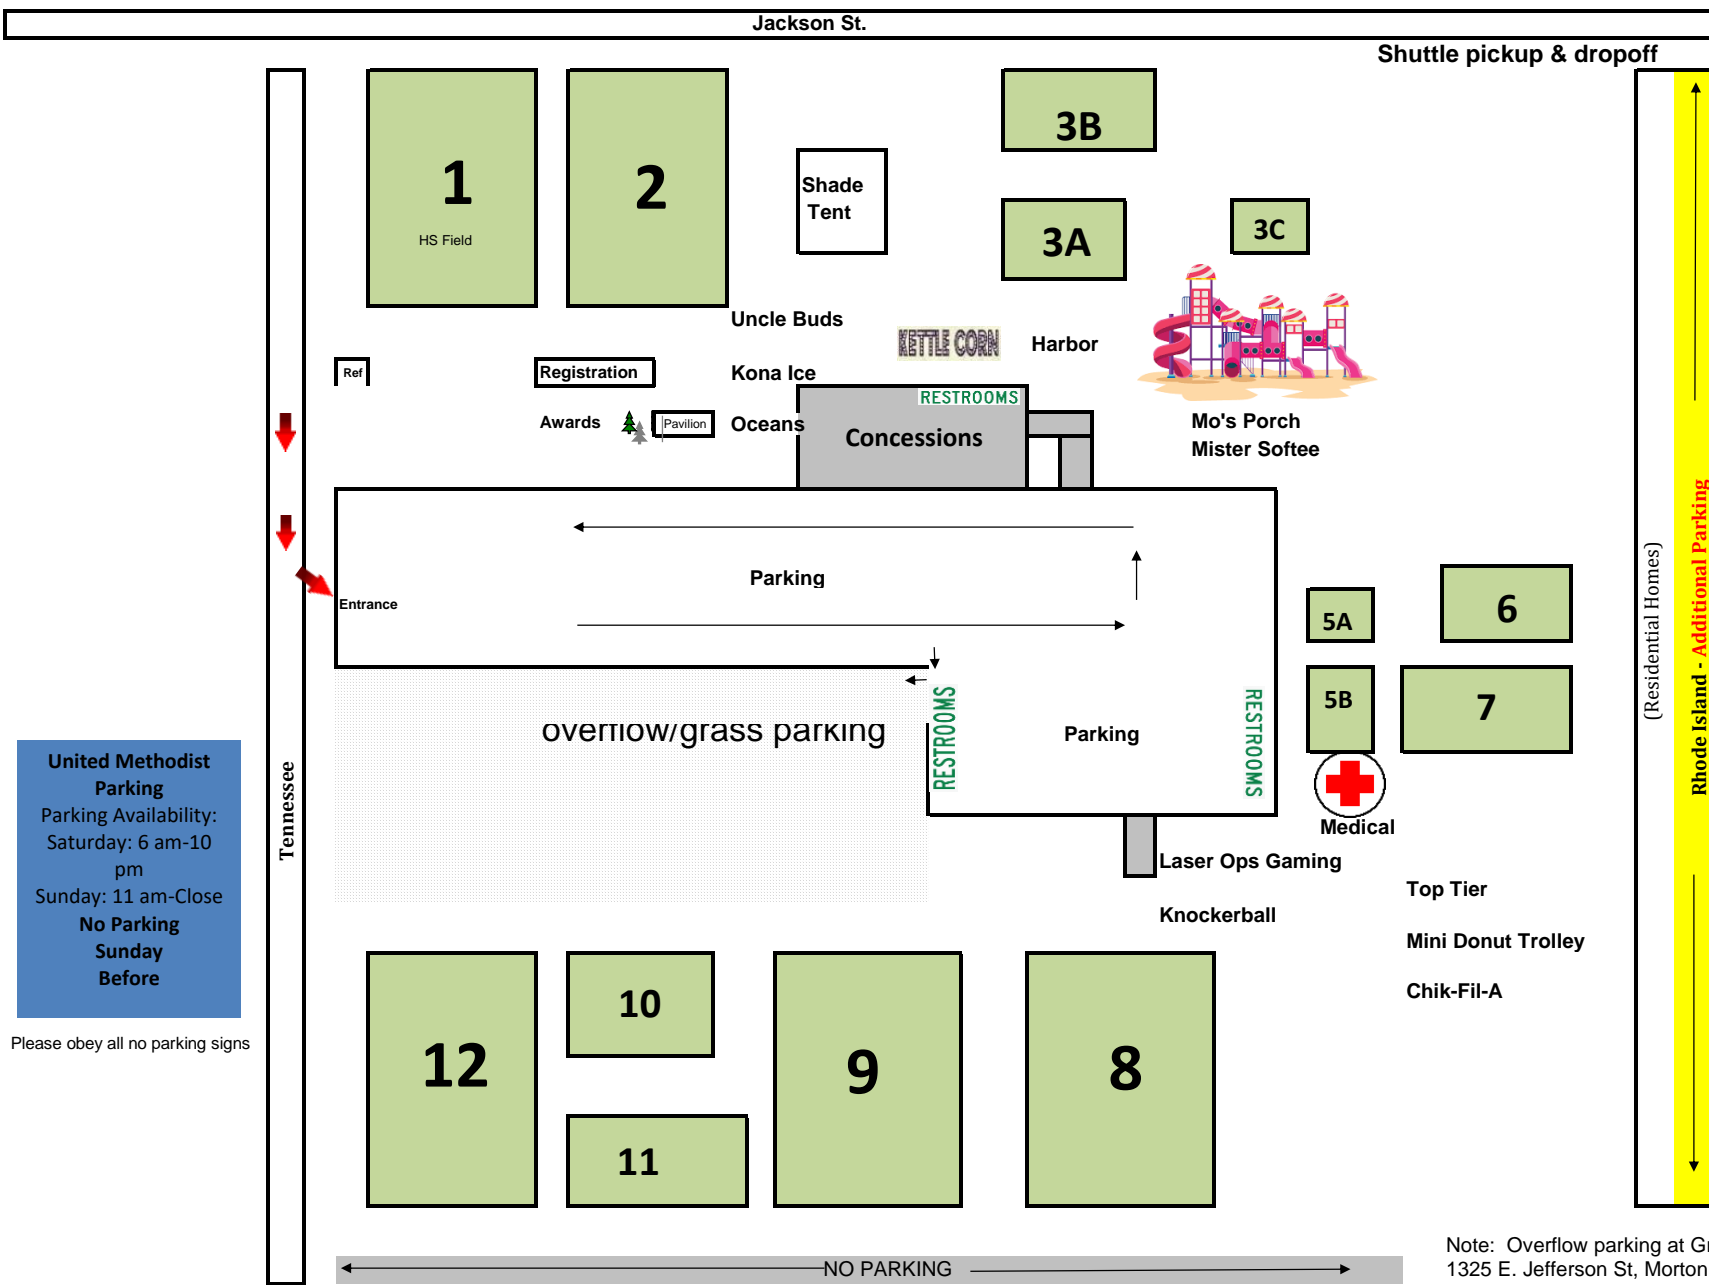 Jackson St.
Shuttle pickup & dropoff
1
HS Field
2
Shade
Tent
3B
3A
3C
Uncle Buds
KETTLE CORN
Harbor
Ref
Registration
Kona Ice
RESTROOMS
Awards
Pavilion
Oceans
Concessions
Mo's Porch
Mister Softee
Parking
Entrance
5A
6
5B
7
overflow/grass parking
RESTROOMS
Parking
RESTROOMS
Medical
(Residential Homes)
Rhode Island - Additional Parking
Tennessee
United Methodist
Parking
Parking Availability:
Saturday: 6 am-10
pm
Sunday: 11 am-Close
No Parking
Sunday
Before
Please obey all no parking signs
Laser Ops Gaming
Knockerball
Top Tier
Mini Donut Trolley
Chik-Fil-A
12
10
11
9
8
NO PARKING
Note: Overflow parking at
1325 E. Jefferson St, Morton